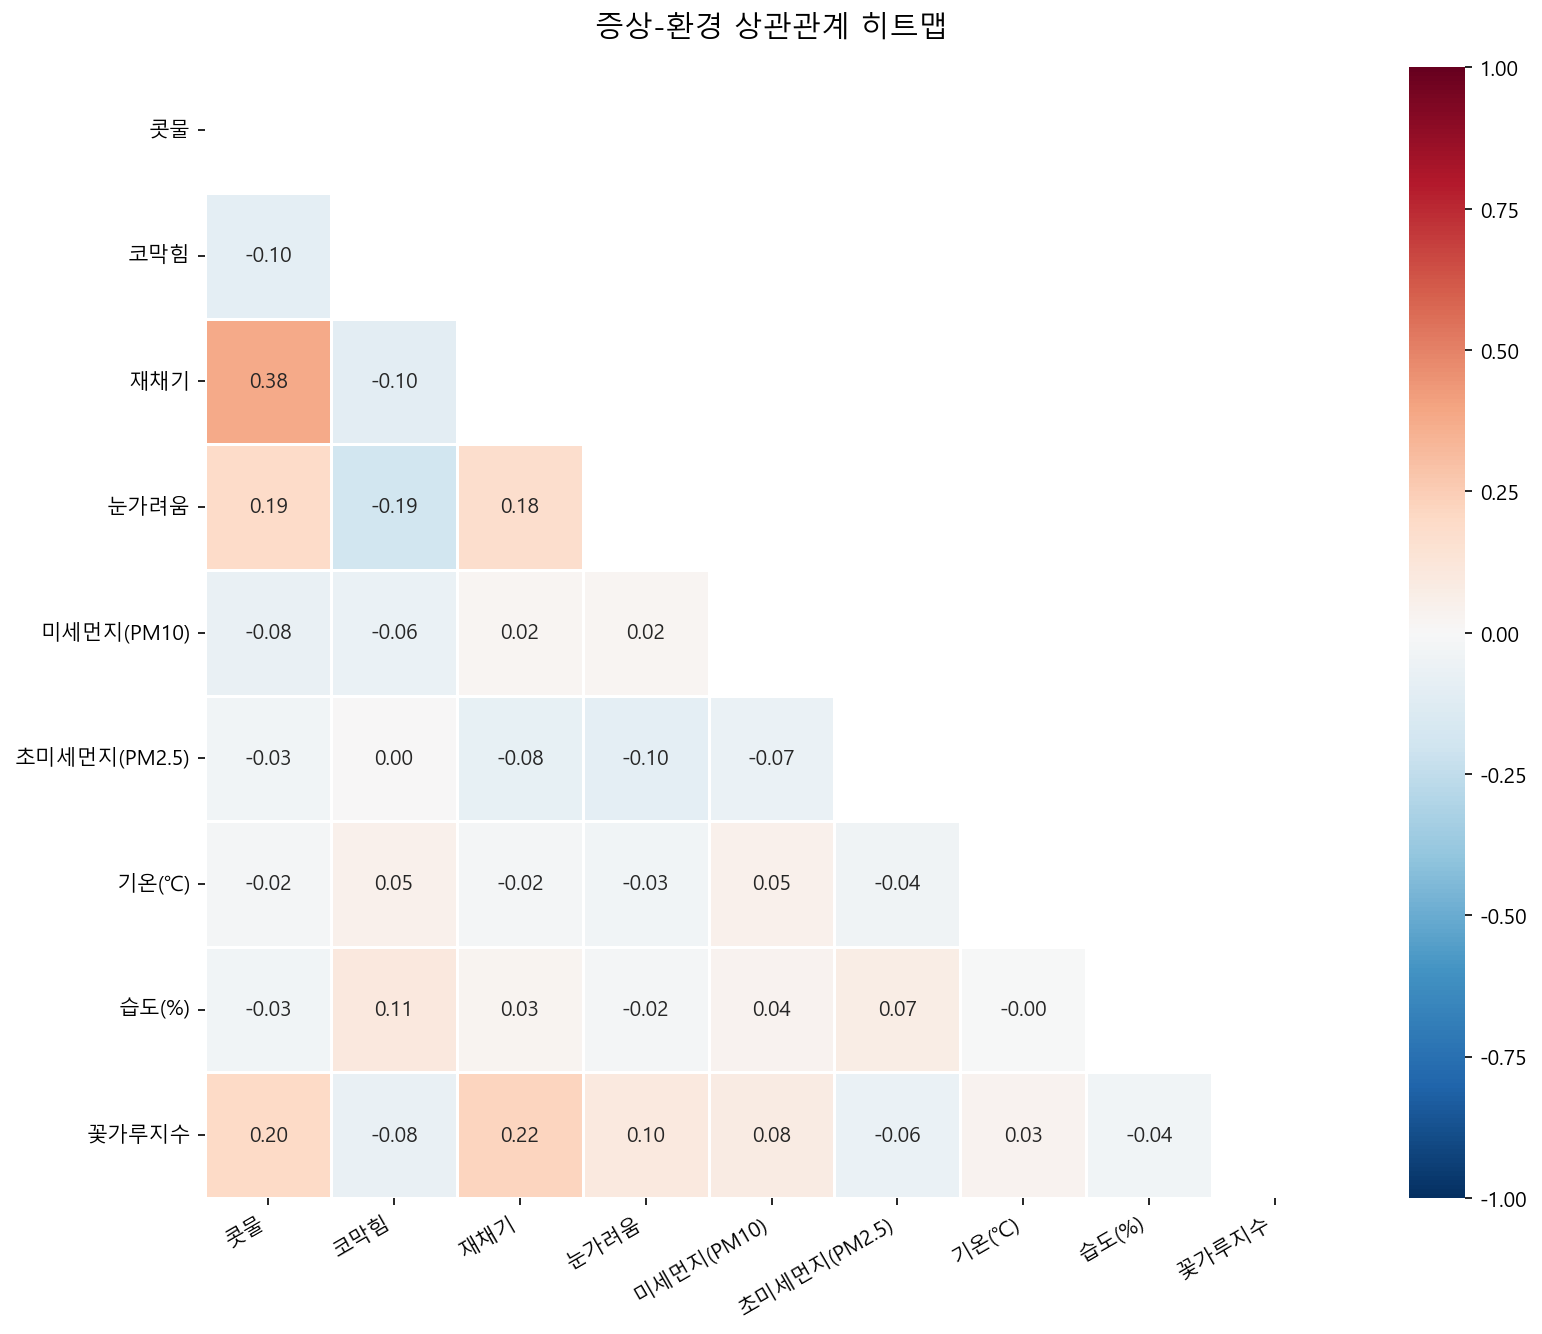 증상-환경 상관관계 히트맵
콧물
코막힘 -0.10
재채기 0.38 -0.10
눈가려움 0.19 -0.19 0.18
미세먼지(PM10) -0.08 -0.06 0.02 0.02
초미세먼지(PM2.5) -0.03 0.00 -0.08 -0.10 -0.07
기온(℃) -0.02 0.05 -0.02 -0.03 0.05 -0.04
습도(%) -0.03 0.11 0.03 -0.02 0.04 0.07 -0.00
꽃가루지수 0.20 -0.08 0.22 0.10 0.08 -0.06 0.03 -0.04
콧물 코막힘 재채기 눈가려움 미세먼지(PM10) 초미세먼지(PM2.5) 기온(℃) 습도(%) 꽃가루지수
1.00
0.75
0.50
0.25
0.00
-0.25
-0.50
-0.75
-1.00